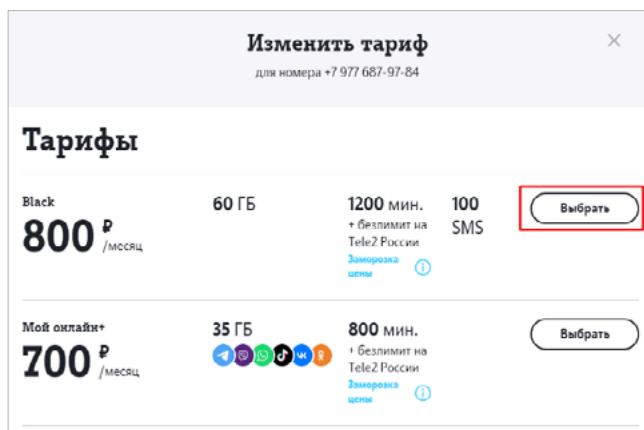 Изменить тариф
для номера +7 977 687-97-84
Тарифы
Black
800 ₽
/месяц
60 ГБ
1200 мин.
+ безлимит на
Tele2 России
Заморозка
цены
100
SMS
Выбрать
Мой онлайн+
700 ₽
/месяц
35 ГБ
800 мин.
+ безлимит на
Tele2 России
Заморозка
цены
Выбрать